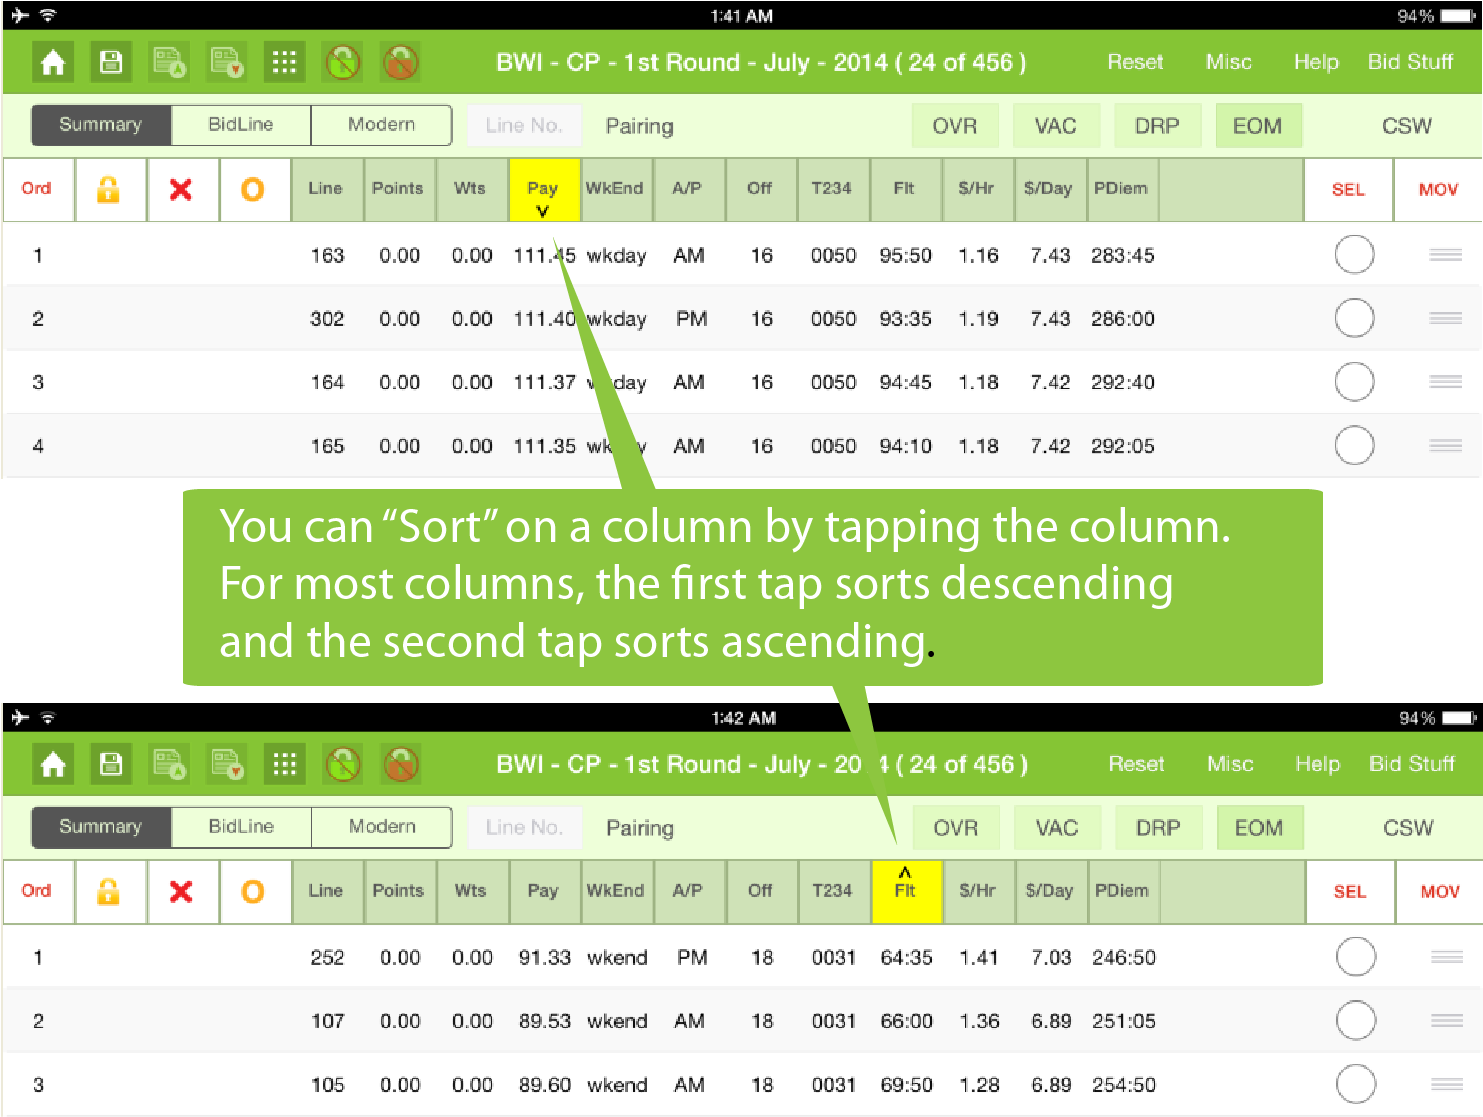 1:41 AM 94%
BWI - CP - 1st Round - July - 2014 ( 24 of 456 ) Reset Misc Help Bid Stuff
Summary BidLine Modern Line No. Pairing OVR VAC DRP EOM CSW
Ord Line Points Wts Pay WkEnd A/P Off T234 Flt $/Hr $/Day PDiem SEL MOV
1 163 0.00 0.00 111.45 wkday AM 16 0050 95:50 1.16 7.43 283:45
2 302 0.00 0.00 111.40 wkday PM 16 0050 93:35 1.19 7.43 286:00
3 164 0.00 0.00 111.37 wkday AM 16 0050 94:45 1.18 7.42 292:40
4 165 0.00 0.00 111.35 wkday AM 16 0050 94:10 1.18 7.42 292:05
You can “Sort” on a column by tapping the column.
For most columns, the first tap sorts descending
and the second tap sorts ascending.
1:42 AM 94%
BWI - CP - 1st Round - July - 2014 ( 24 of 456 ) Reset Misc Help Bid Stuff
Summary BidLine Modern Line No. Pairing OVR VAC DRP EOM CSW
Ord Line Points Wts Pay WkEnd A/P Off T234 Flt $/Hr $/Day PDiem SEL MOV
1 252 0.00 0.00 91.33 wkend PM 18 0031 64:35 1.41 7.03 246:50
2 107 0.00 0.00 89.53 wkend AM 18 0031 66:00 1.36 6.89 251:05
3 105 0.00 0.00 89.60 wkend AM 18 0031 69:50 1.28 6.89 254:50